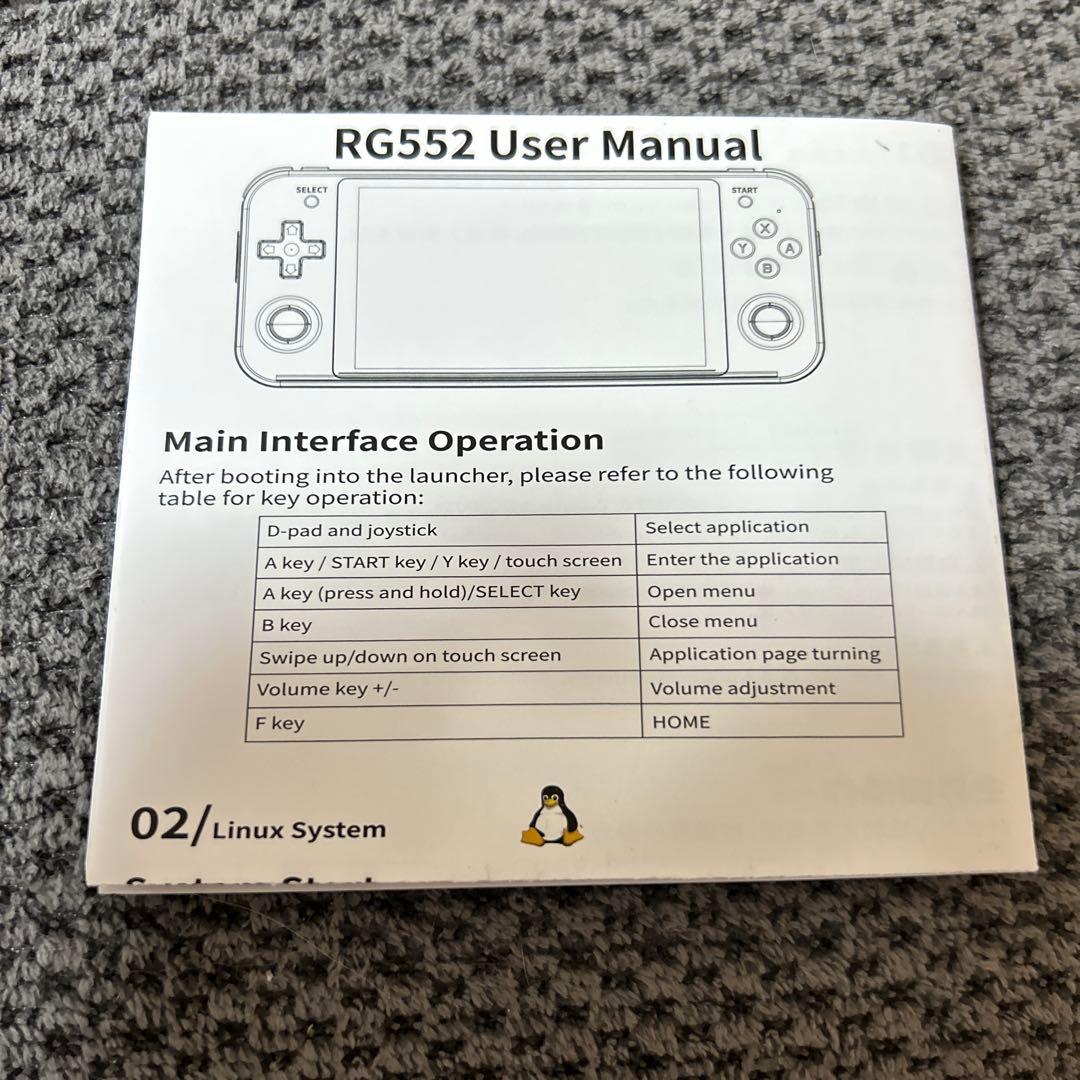 RG552 User Manual
SELECT
START
X
Y
A
B
Main Interface Operation
After booting into the launcher, please refer to the following
table for key operation:
D-pad and joystick Select application
A key / START key / Y key / touch screen Enter the application
A key (press and hold)/SELECT key Open menu
B key Close menu
Swipe up/down on touch screen Application page turning
Volume key +/- Volume adjustment
F key HOME
02/Linux System